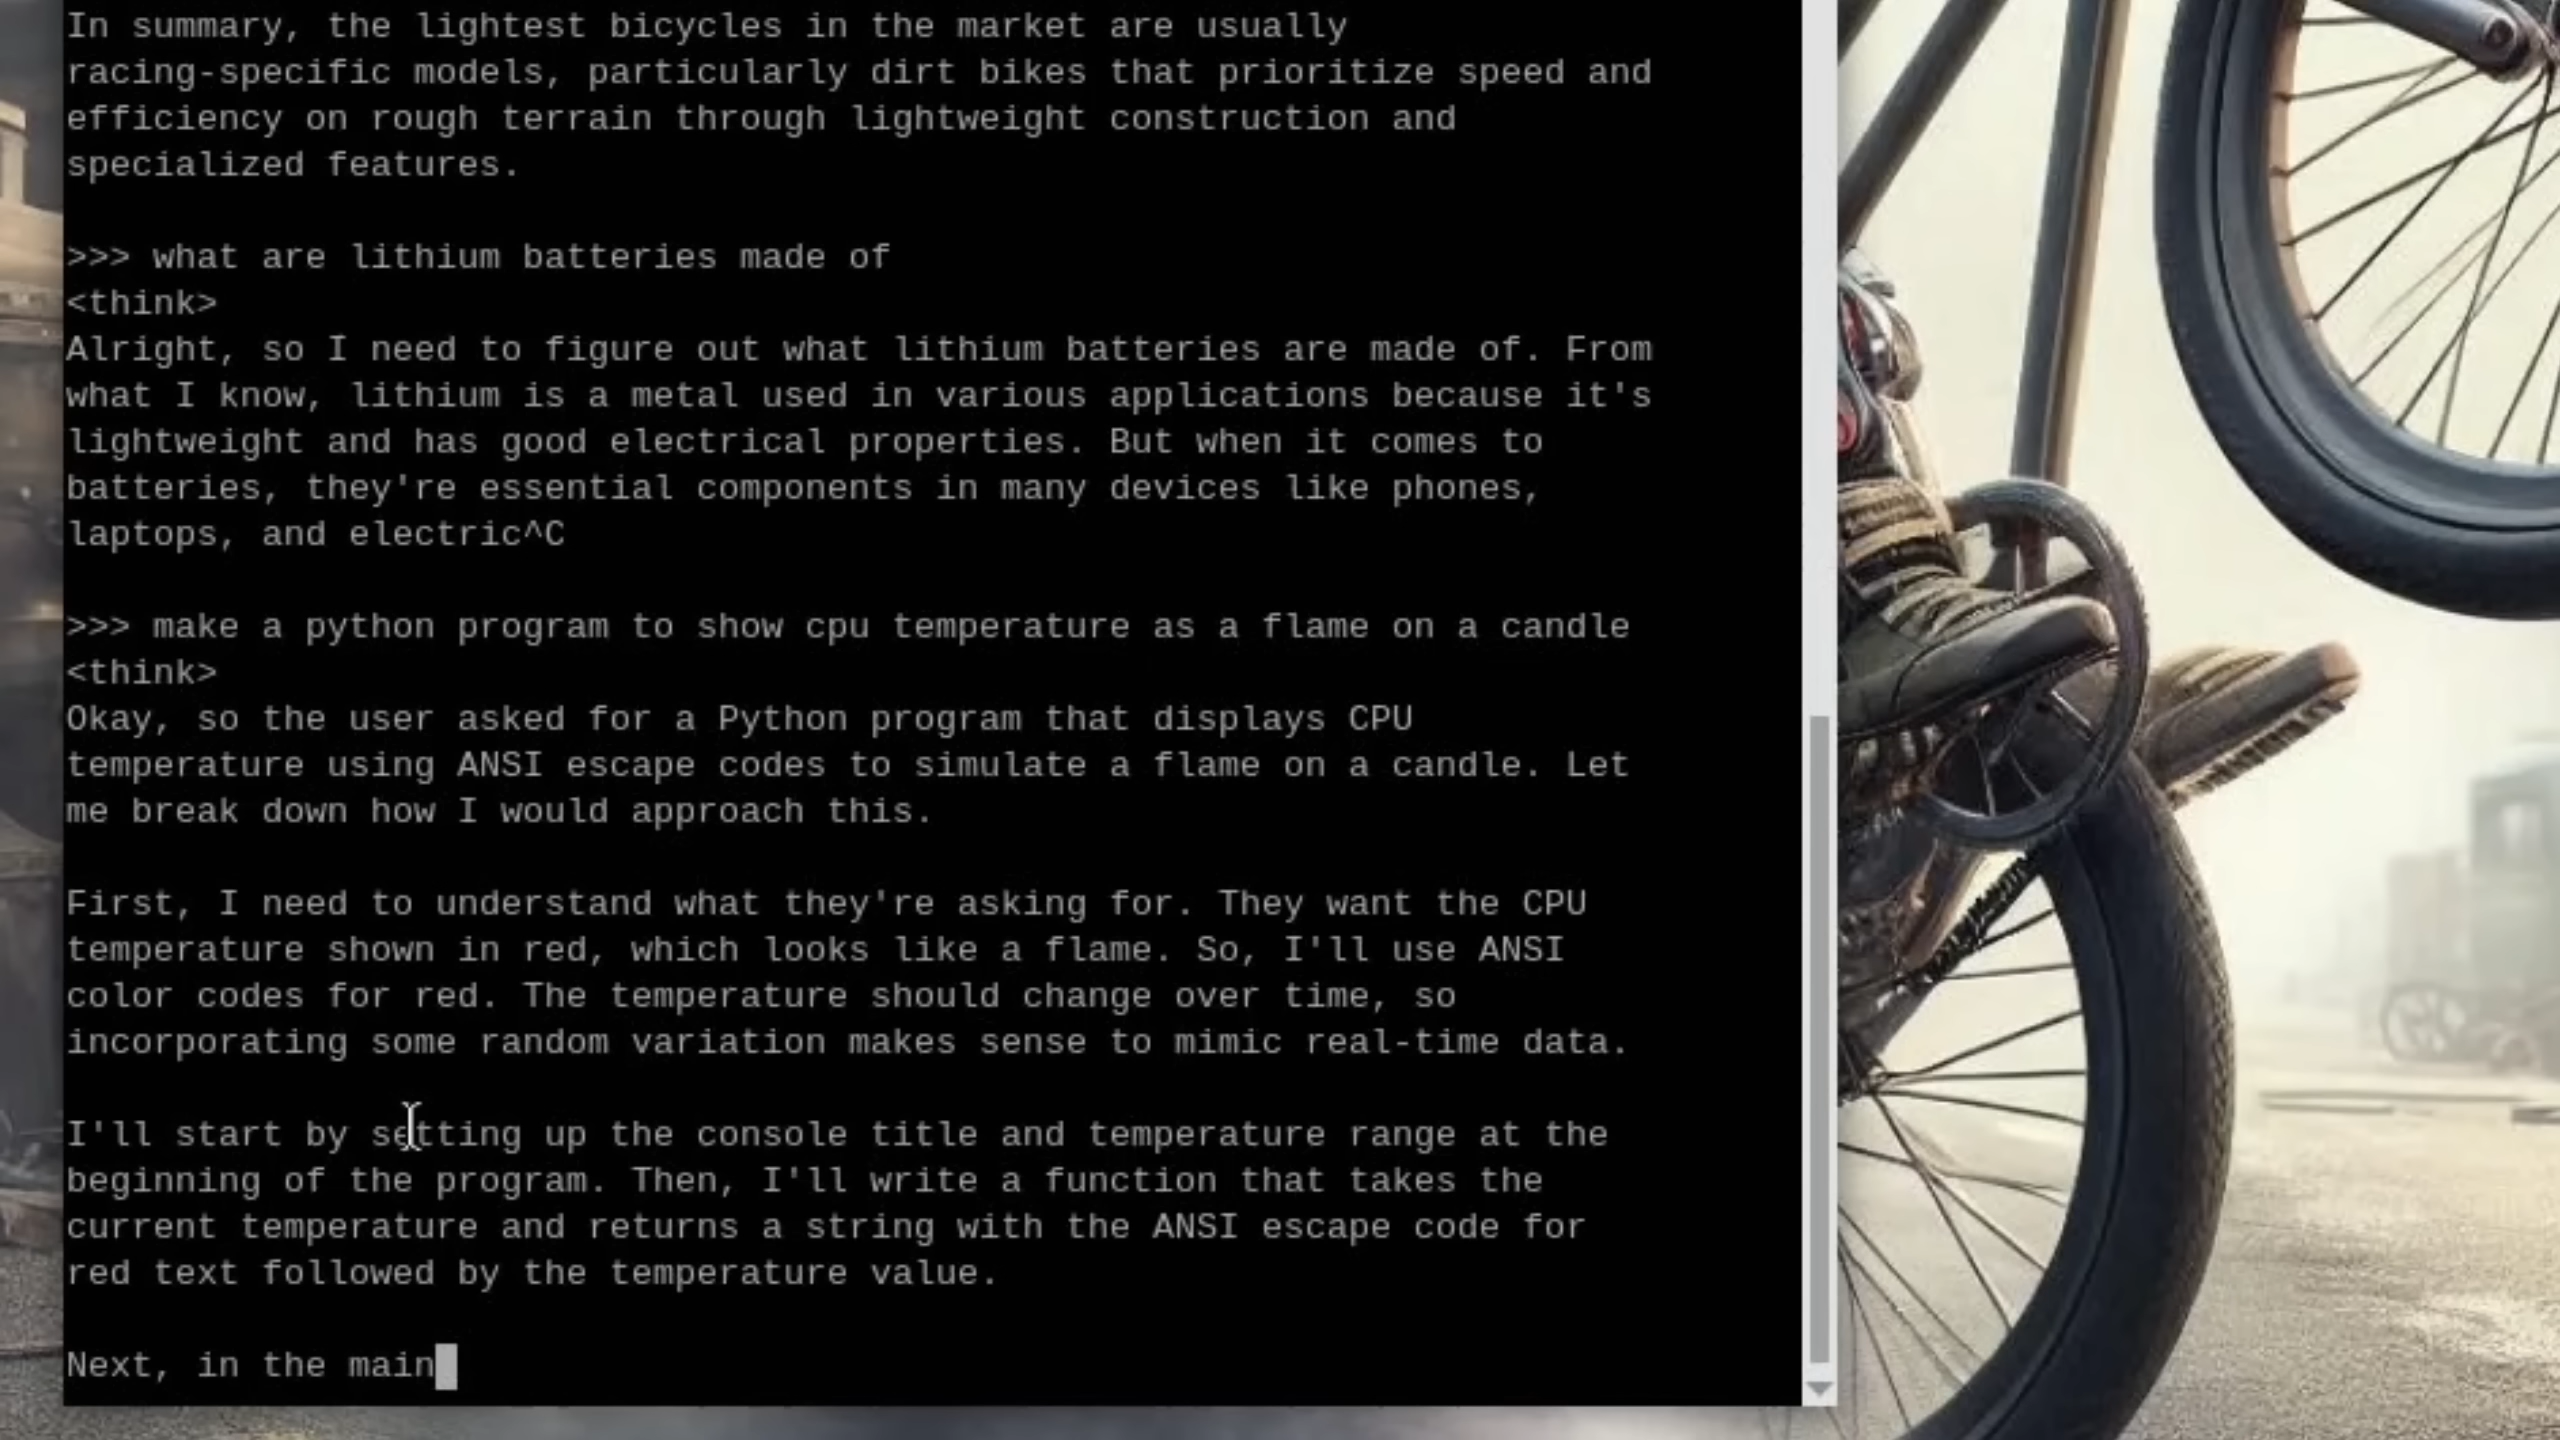 In summary, the lightest bicycles in the market are usually
racing-specific models, particularly dirt bikes that prioritize speed and
efficiency on rough terrain through lightweight construction and
specialized features.
>>> what are lithium batteries made of
<think>
Alright, so I need to figure out what lithium batteries are made of. From
what I know, lithium is a metal used in various applications because it's
lightweight and has good electrical properties. But when it comes to
batteries, they're essential components in many devices like phones,
laptops, and electric^C
>>> make a python program to show cpu temperature as a flame on a candle
<think>
Okay, so the user asked for a Python program that displays CPU
temperature using ANSI escape codes to simulate a flame on a candle. Let
me break down how I would approach this.
First, I need to understand what they're asking for. They want the CPU
temperature shown in red, which looks like a flame. So, I'll use ANSI
color codes for red. The temperature should change over time, so
incorporating some random variation makes sense to mimic real-time data.
I'll start by setting up the console title and temperature range at the
beginning of the program. Then, I'll write a function that takes the
current temperature and returns a string with the ANSI escape code for
red text followed by the temperature value.
Next, in the main